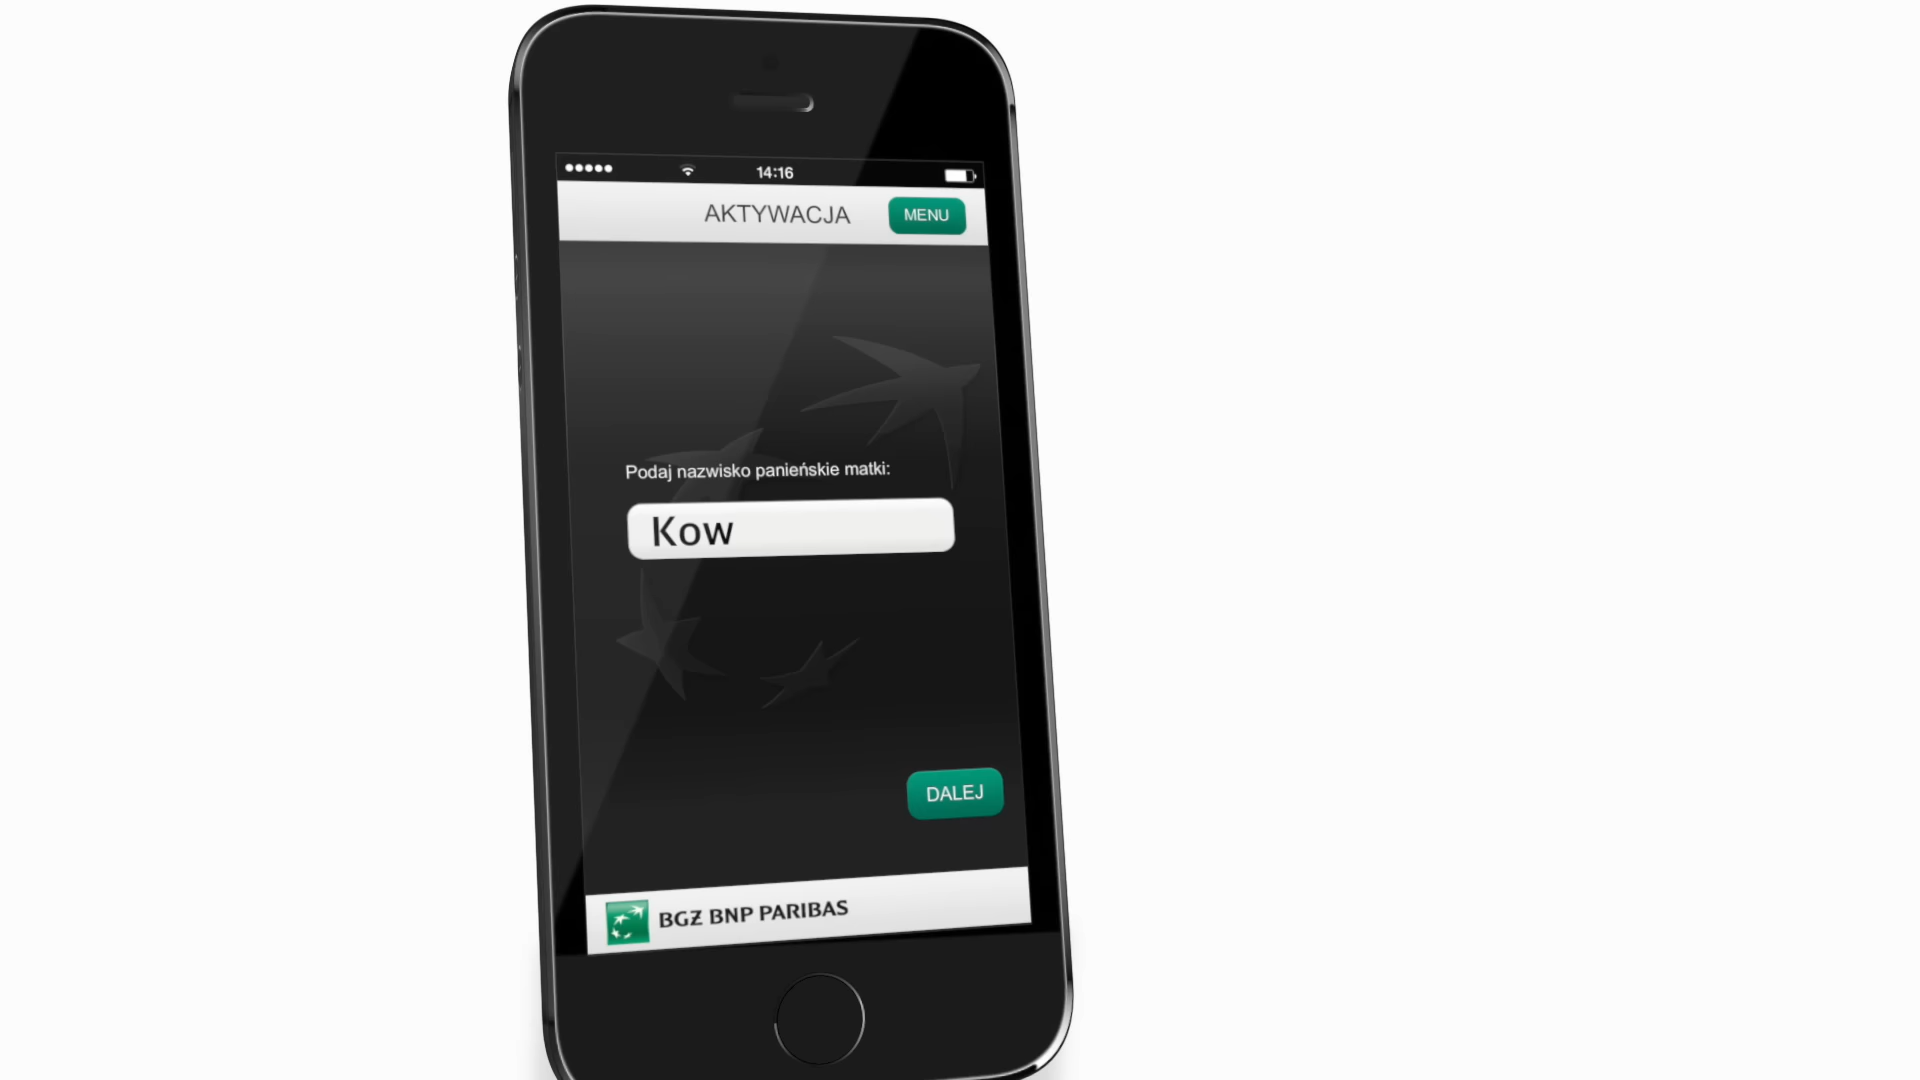 14:16
AKTYWACJA MENU
Podaj nazwisko panieńskie matki:
Kow
DALEJ
BGŻ BNP PARIBAS